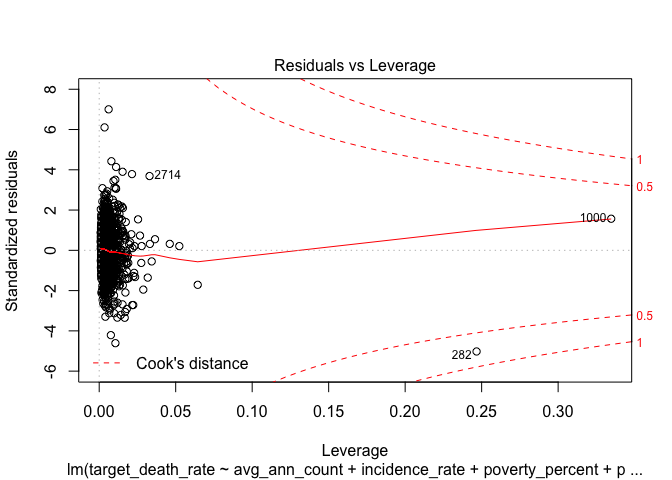 Residuals vs Leverage
Standardized residuals
8
6
4
2
0
-2
-4
-6
2714
1000
282
1
0.5
0.5
1
Cook's distance
0.00 0.05 0.10 0.15 0.20 0.25 0.30
Leverage
lm(target_death_rate ~ avg_ann_count + incidence_rate + poverty_percent + p ...